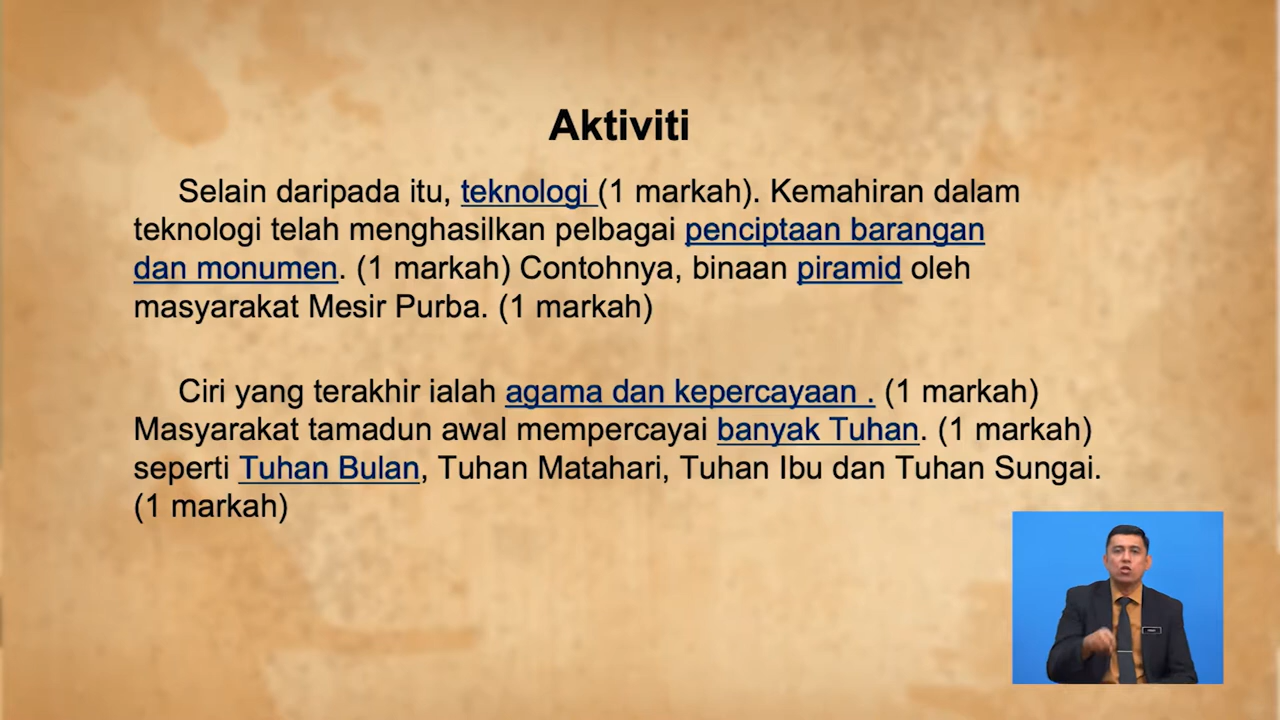 Aktiviti
Selain daripada itu, teknologi (1 markah). Kemahiran dalam
teknologi telah menghasilkan pelbagai penciptaan barangan
dan monumen. (1 markah) Contohnya, binaan piramid oleh
masyarakat Mesir Purba. (1 markah)
Ciri yang terakhir ialah agama dan kepercayaan . (1 markah)
Masyarakat tamadun awal mempercayai banyak Tuhan. (1 markah)
seperti Tuhan Bulan, Tuhan Matahari, Tuhan Ibu dan Tuhan Sungai.
(1 markah)